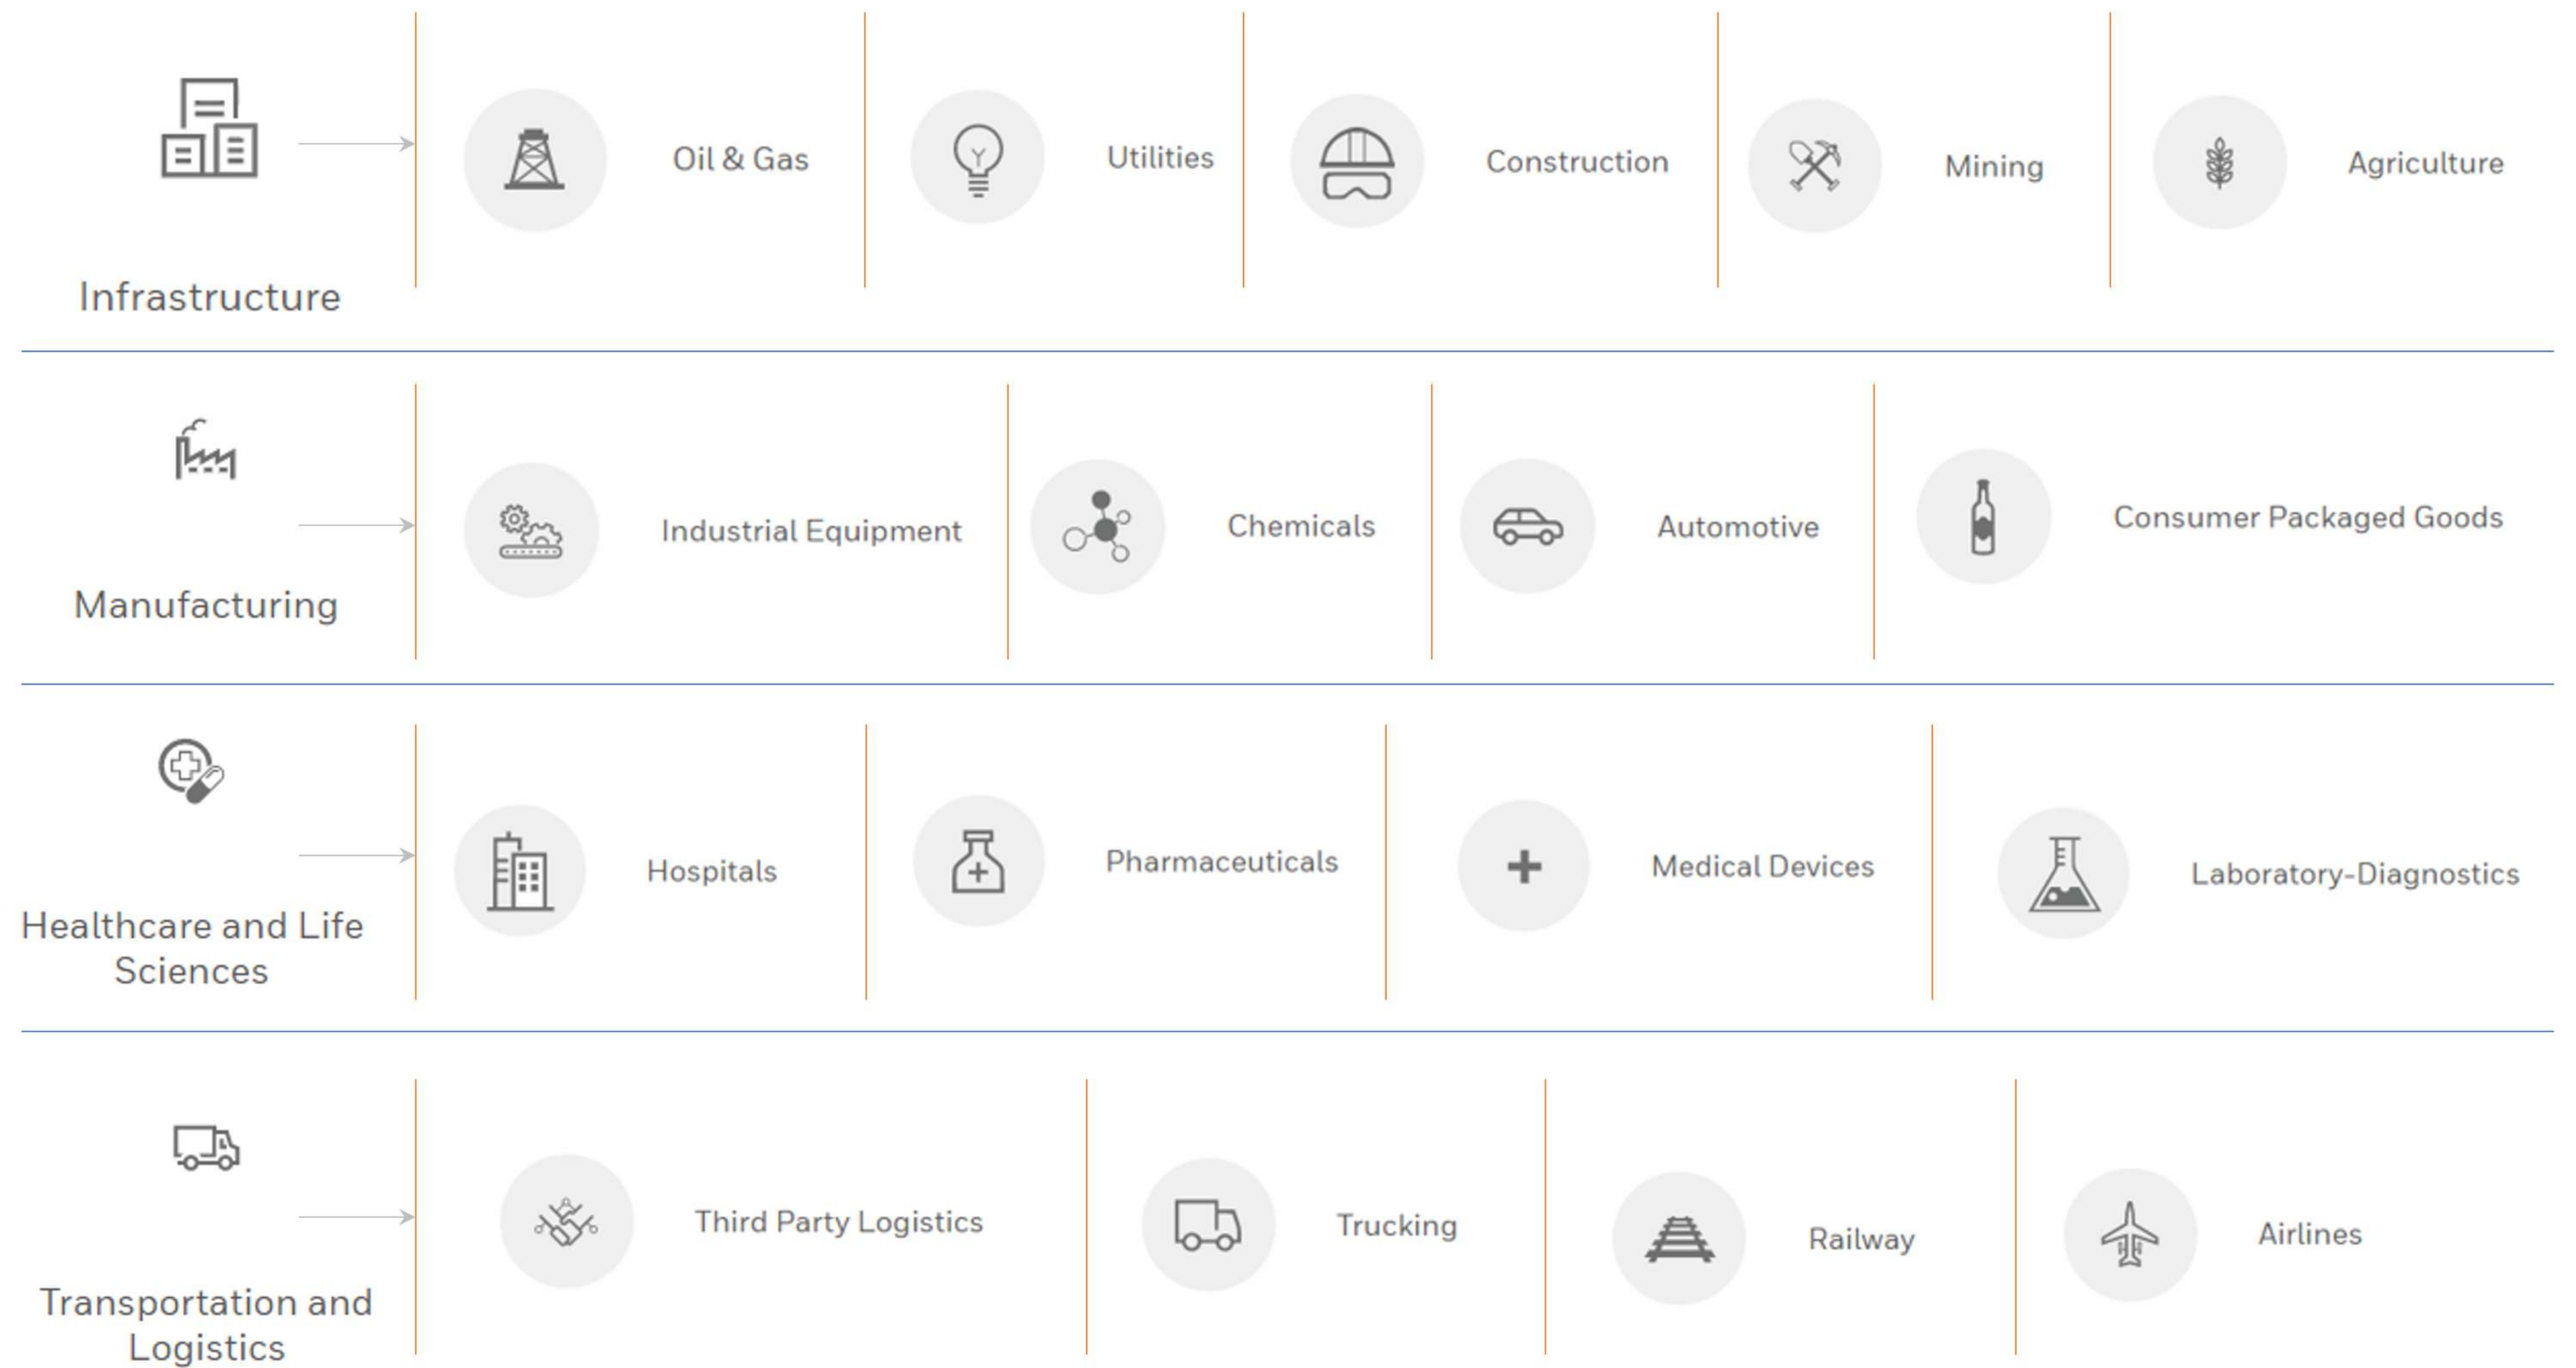 Infrastructure
Oil & Gas
Utilities
Construction
Mining
Agriculture
Manufacturing
Industrial Equipment
Chemicals
Automotive
Consumer Packaged Goods
Healthcare and Life
Sciences
Hospitals
Pharmaceuticals
Medical Devices
Laboratory-Diagnostics
Transportation and
Logistics
Third Party Logistics
Trucking
Railway
Airlines